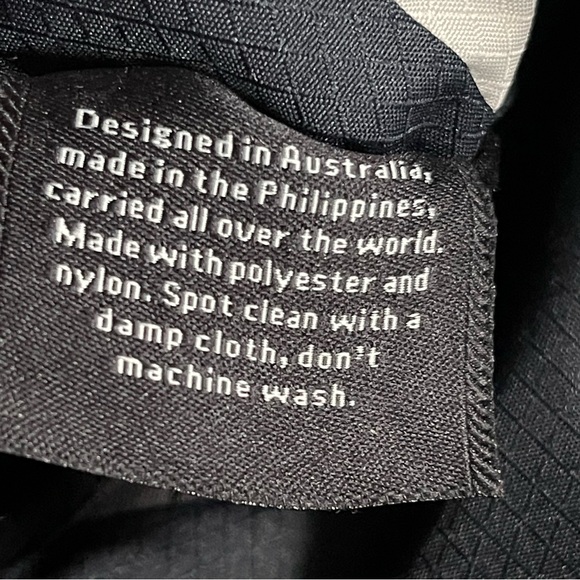 Designed in Australia,
made in the Philippines,
carried all over the world.
Made with polyester and
nylon. Spot clean with a
damp cloth, don't
machine wash.